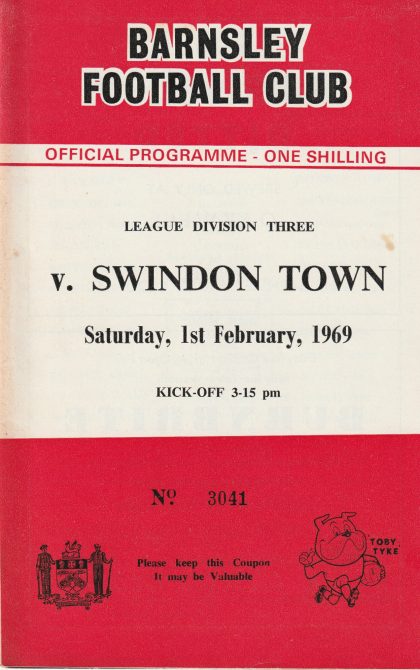 BARNSLEY
FOOTBALL CLUB
OFFICIAL PROGRAMME - ONE SHILLING
LEAGUE DIVISION THREE
v. SWINDON TOWN
Saturday, 1st February, 1969
KICK-OFF 3-15 pm
Nº 3041
Please keep this Coupon
It may be Valuable
TOBY
TYKE